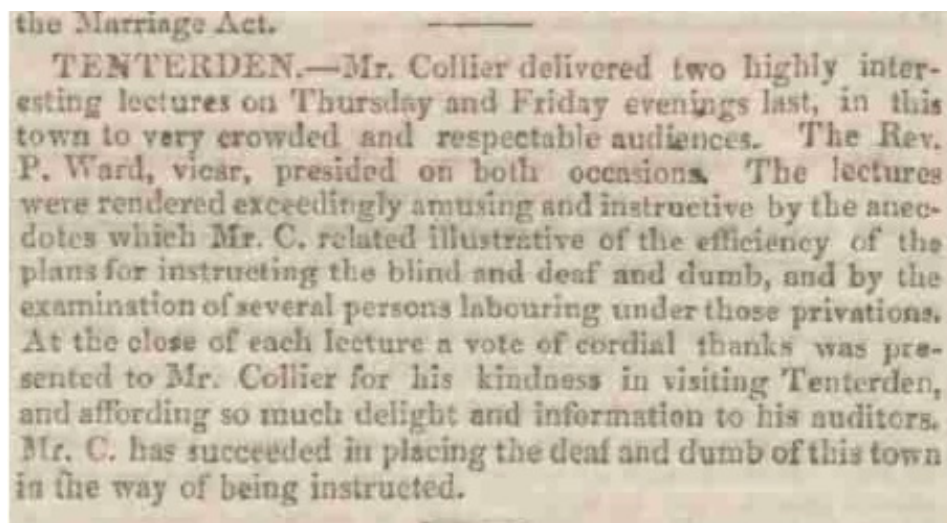 the Marriage Act.
TENTERDEN.—Mr. Collier delivered two highly inter-
esting lectures on Thursday and Friday evenings last, in this
town to very crowded and respectable audiences. The Rev.
P. Ward, vicar, presided on both occasions. The lectures
were rendered exceedingly amusing and instructive by the anec-
dotes which Mr. C. related illustrative of the efficiency of the
plans for instructing the blind and deaf and dumb, and by the
examination of several persons labouring under those privations.
At the close of each lecture a vote of cordial thanks was pre-
sented to Mr. Collier for his kindness in visiting Tenterden,
and affording so much delight and information to his auditors.
Mr. C. has succeeded in placing the deaf and dumb of this town
in the way of being instructed.